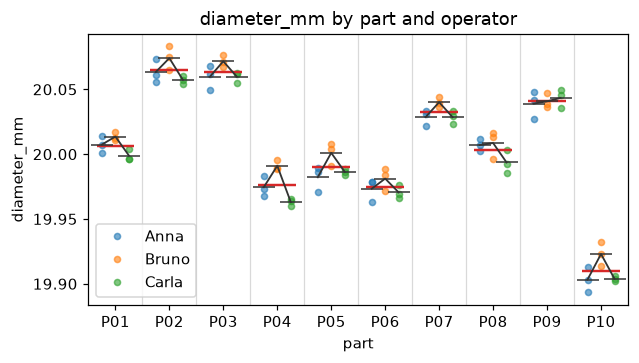 diameter_mm by part and operator
diameter_mm
20.05
20.00
19.95
19.90
Anna
Bruno
Carla
P01 P02 P03 P04 P05 P06 P07 P08 P09 P10
part